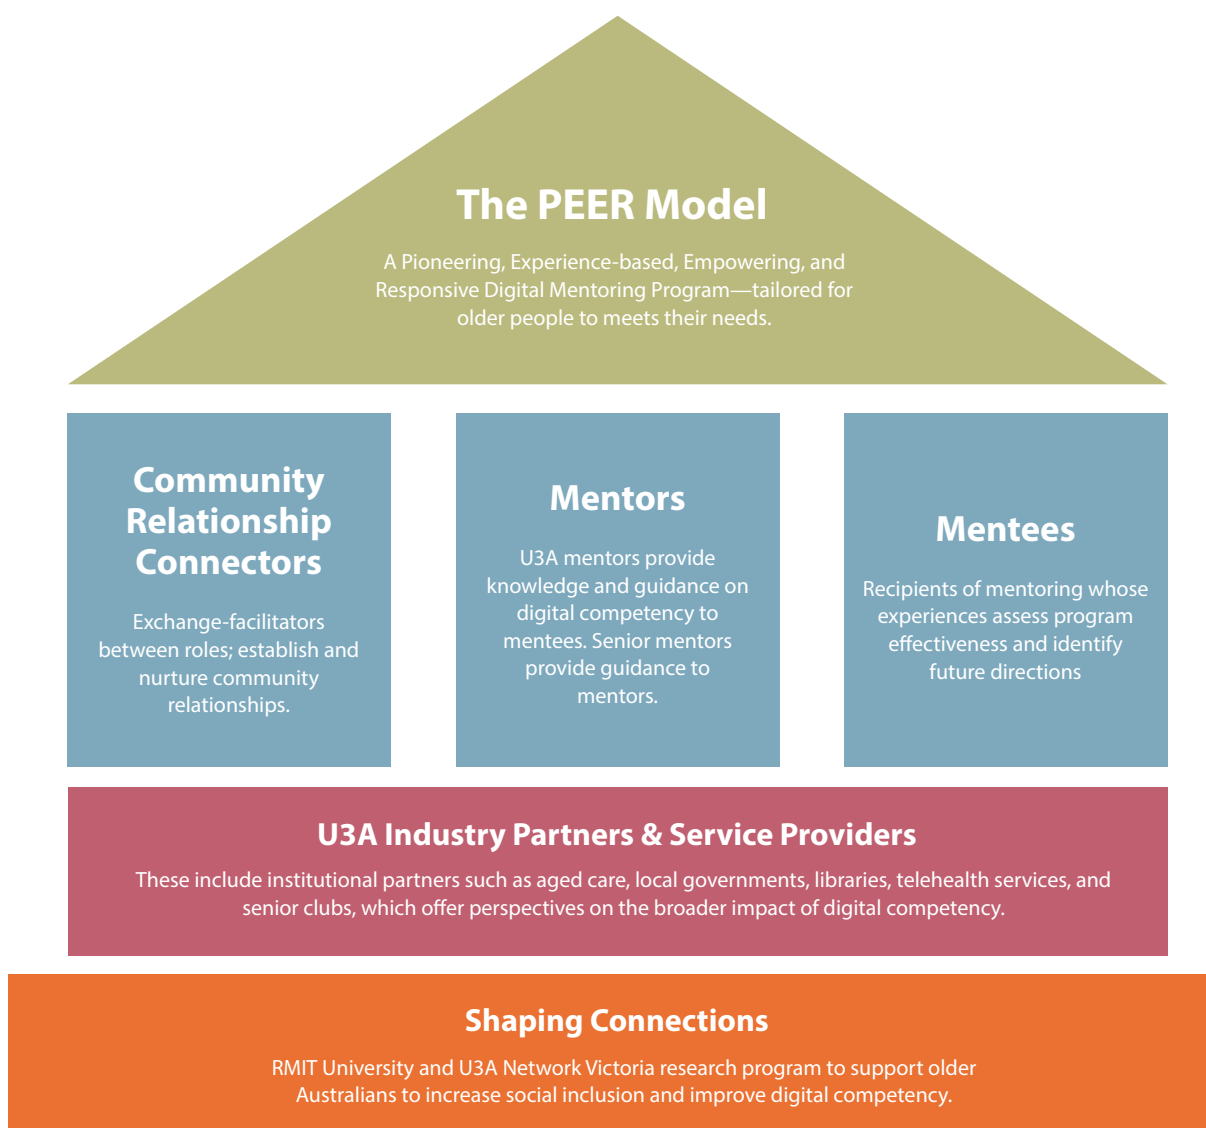 The PEER Model
A Pioneering, Experience-based, Empowering, and
Responsive Digital Mentoring Program—tailored for
older people to meets their needs.
Community
Relationship
Connectors
Exchange-facilitators
between roles; establish and
nurture community
relationships.
Mentors
U3A mentors provide
knowledge and guidance on
digital competency to
mentees. Senior mentors
provide guidance to
mentors.
Mentees
Recipients of mentoring whose
experiences assess program
effectiveness and identify
future directions
U3A Industry Partners & Service Providers
These include institutional partners such as aged care, local governments, libraries, telehealth services, and
senior clubs, which offer perspectives on the broader impact of digital competency.
Shaping Connections
RMIT University and U3A Network Victoria research program to support older
Australians to increase social inclusion and improve digital competency.